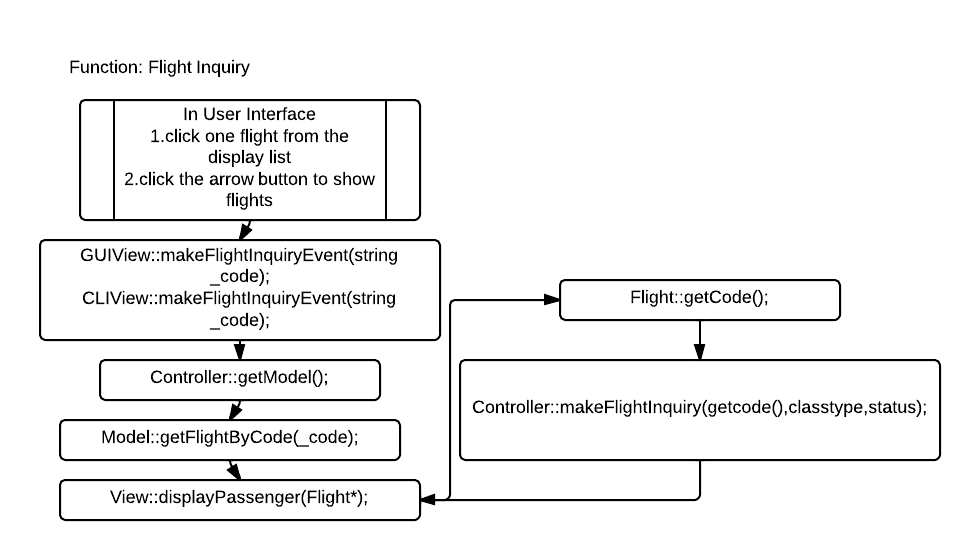 Function: Flight Inquiry
In User Interface
1.click one flight from the
display list
2.click the arrow button to show
flights
GUIView::makeFlightInquiryEvent(string
_code);
CLIView::makeFlightInquiryEvent(string
_code);
Controller::getModel();
Model::getFlightByCode(_code);
View::displayPassenger(Flight*);
Flight::getCode();
Controller::makeFlightInquiry(getcode(),classtype,status);